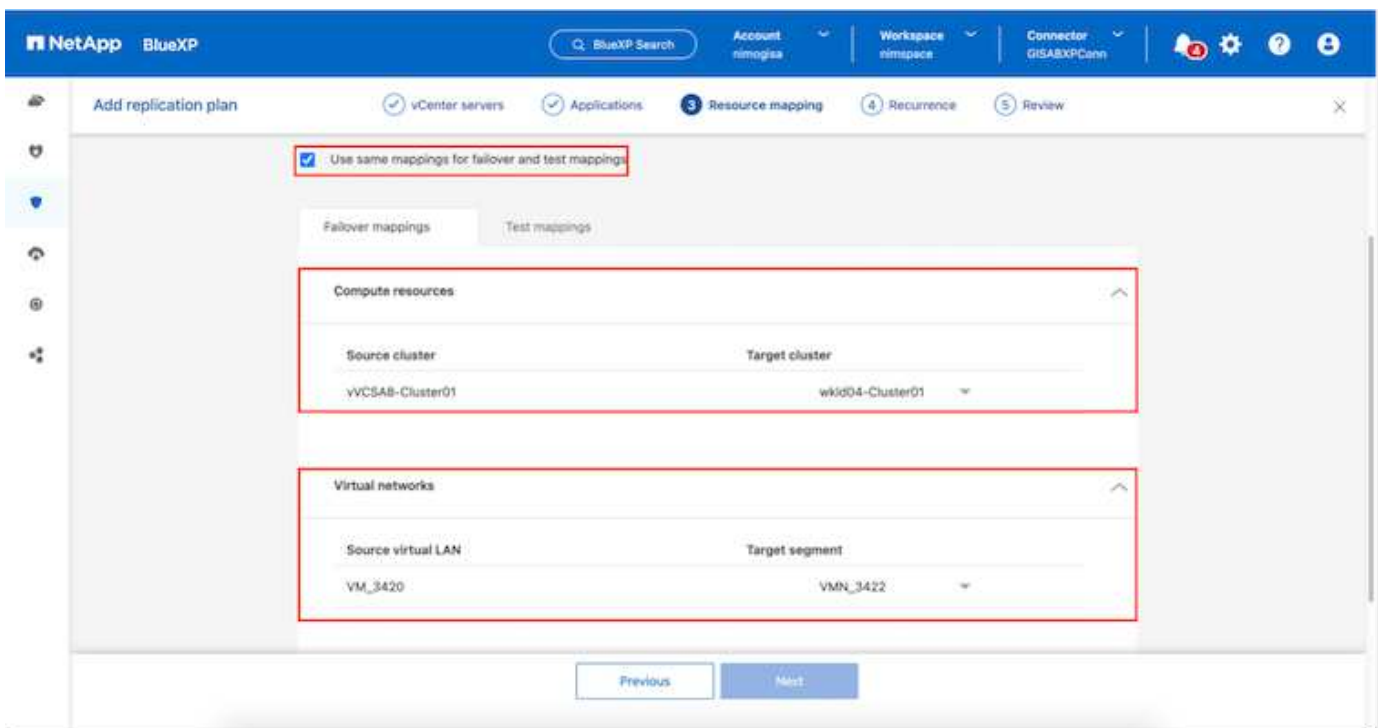 NetApp BlueXP BlueXP Search Account Workspace Connector
nimogisa nimspace GISABXPConn 4
Add replication plan vCenter servers Applications 3 Resource mapping 4 Recurrence 5 Review
Use same mappings for failover and test mappings
Failover mappings Test mappings
Compute resources
Source cluster Target cluster
vVCSA8-Cluster01 wkld04-Cluster01
Virtual networks
Source virtual LAN Target segment
VM_3420 VMN_3422
Previous Next